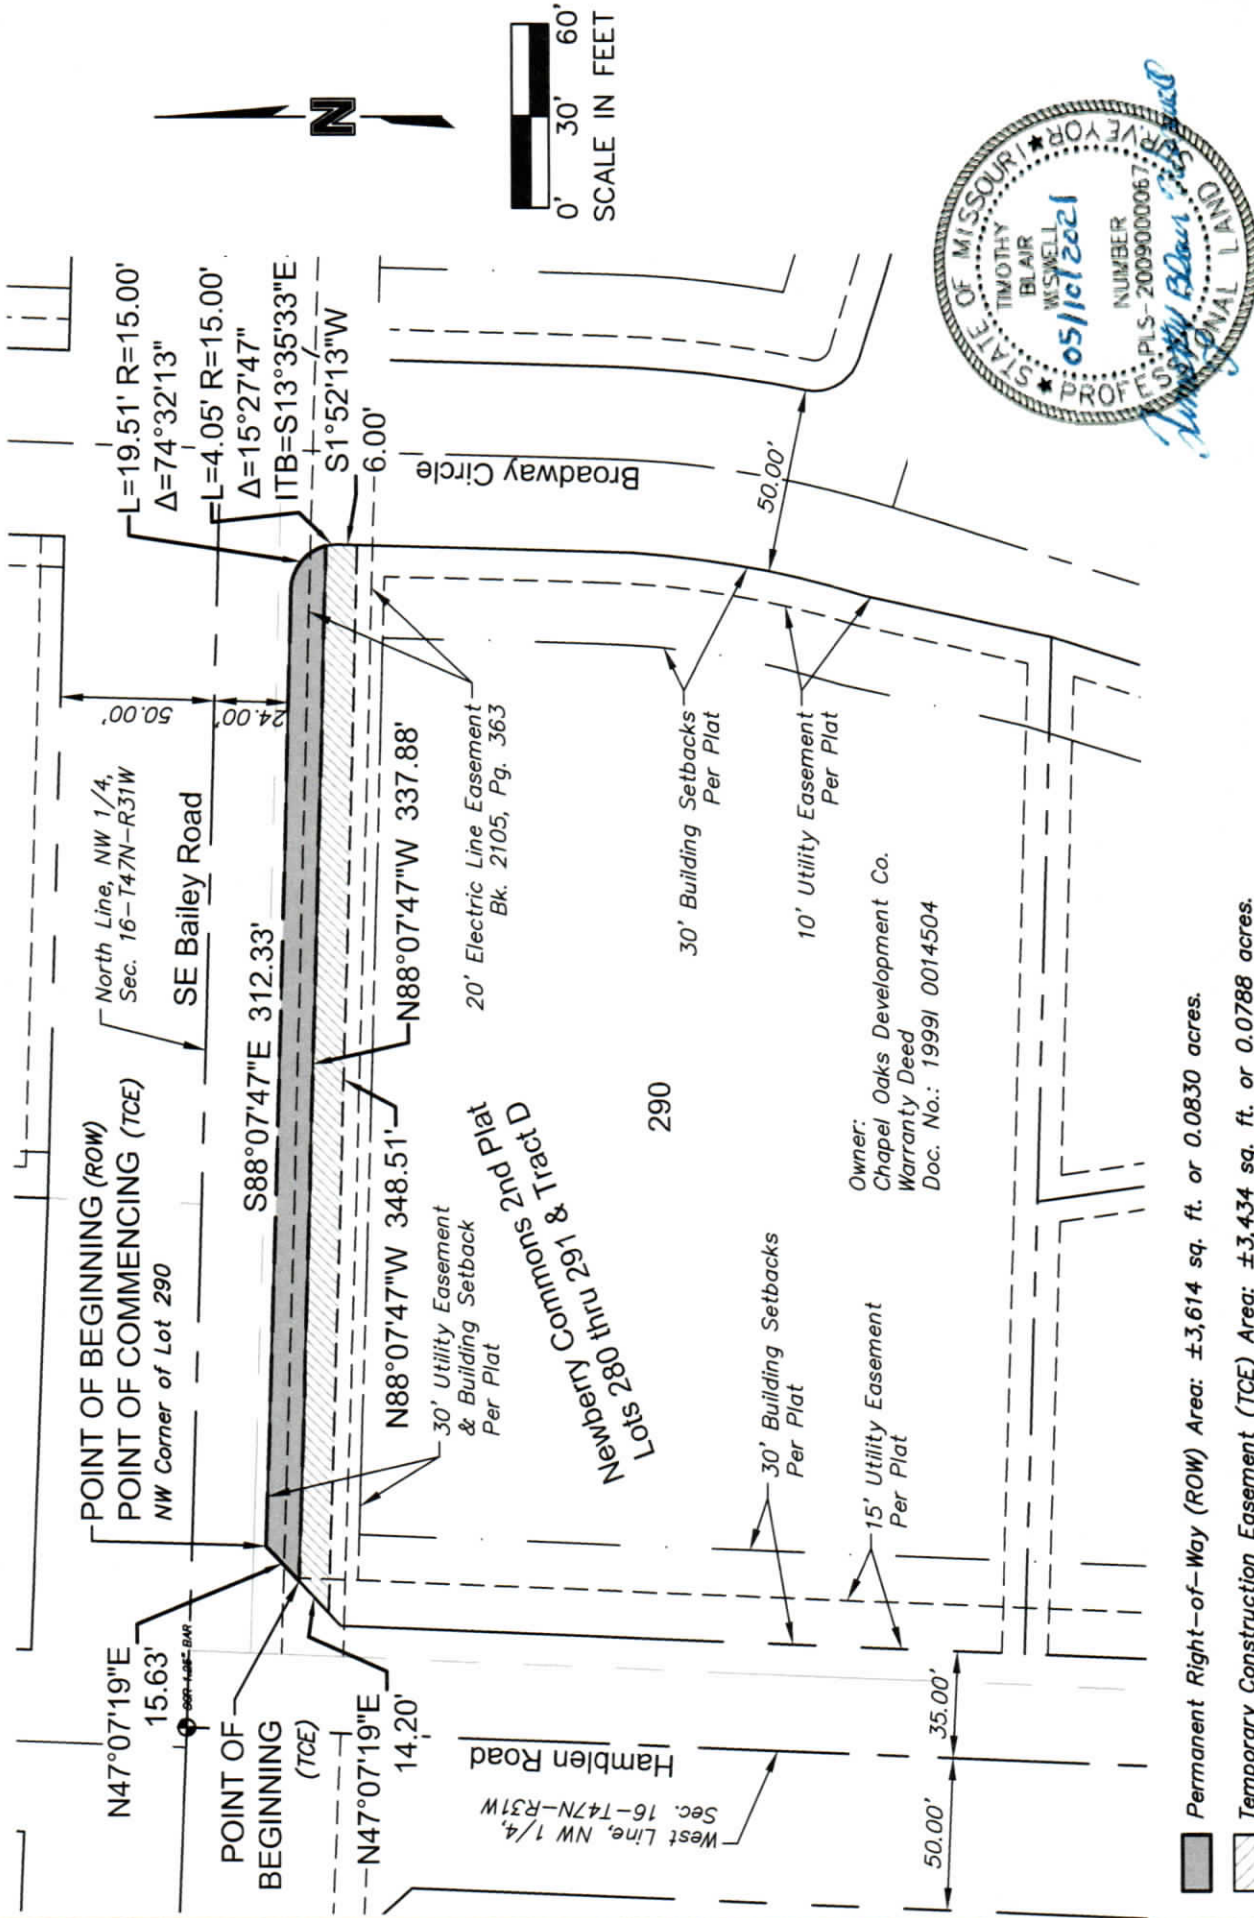 POINT OF BEGINNING (ROW)
POINT OF COMMENCING (TCE)
NW Corner of Lot 290
N47°07'19"E
15.63'
POINT OF
BEGINNING
(TCE)
N47°07'19"E
14.20'
North Line, NW 1/4,
Sec. 16-T47N-R31W
SE Bailey Road
50.00'
24.00'
S88°07'47"E 312.33'
L=19.51' R=15.00'
Δ=74°32'13"
L=4.05' R=15.00'
Δ=15°27'47"
ITB=S13°35'33"E
S1°52'13"W
6.00'
N
0' 30' 60'
SCALE IN FEET
N88°07'47"W 348.51'
N88°07'47"W 337.88'
30' Utility Easement
& Building Setback
Per Plat
20' Electric Line Easement
Bk. 2105, Pg. 363
Newberry Commons 2nd Plat
Lots 280 thru 291 & Tract D
290
Broadway Circle
50.00'
30' Building Setbacks
Per Plat
10' Utility Easement
Per Plat
30' Building Setbacks
Per Plat
15' Utility Easement
Per Plat
Owner:
Chapel Oaks Development Co.
Warranty Deed
Doc. No.: 1999I 0014504
Hamblen Road
West Line, NW 1/4,
Sec. 16-T47N-R31W
35.00'
50.00'
STATE OF MISSOURI
TIMOTHY
BLAIR
WISWELL
05/10/2021
NUMBER
PLS-2009000067
PROFESSIONAL LAND SURVEYOR
Permanent Right-of-Way (ROW) Area: ±3,614 sq. ft. or 0.0830 acres.
Temporary Construction Easement (TCE) Area: ±3,434 sq. ft. or 0.0788 acres.